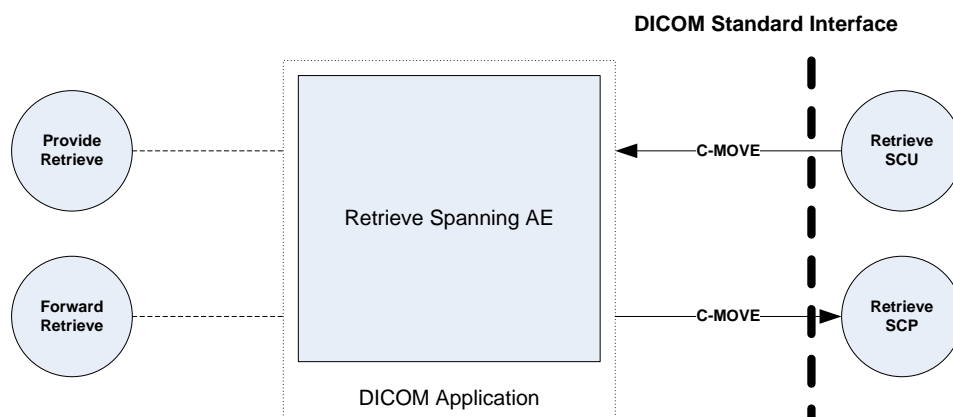 DICOM Standard Interface
Provide
Retrieve
C-MOVE
Retrieve
SCU
Retrieve Spanning AE
Forward
Retrieve
C-MOVE
Retrieve
SCP
DICOM Application